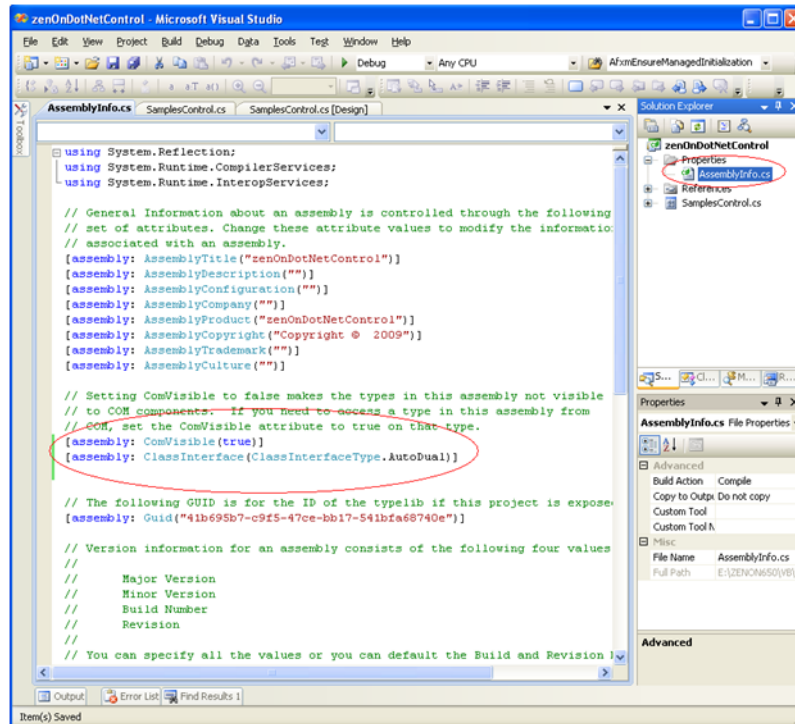 zenOnDotNetControl - Microsoft Visual Studio
File Edit View Project Build Debug Data Tools Test Window Help
Debug Any CPU AfxmEnsureManagedInitialization
AssemblyInfo.cs SamplesControl.cs SamplesControl.cs [Design]
Toolbox
using System.Reflection;
using System.Runtime.CompilerServices;
using System.Runtime.InteropServices;
// General Information about an assembly is controlled through the following
// set of attributes. Change these attribute values to modify the informatio
// associated with an assembly.
[assembly: AssemblyTitle("zenOnDotNetControl")]
[assembly: AssemblyDescription("")]
[assembly: AssemblyConfiguration("")]
[assembly: AssemblyCompany("")]
[assembly: AssemblyProduct("zenOnDotNetControl")]
[assembly: AssemblyCopyright("Copyright © 2009")]
[assembly: AssemblyTrademark("")]
[assembly: AssemblyCulture("")]
// Setting ComVisible to false makes the types in this assembly not visible
// to COM components. If you need to access a type in this assembly from
// COM, set the ComVisible attribute to true on that type.
[assembly: ComVisible(true)]
[assembly: ClassInterface(ClassInterfaceType.AutoDual)]
// The following GUID is for the ID of the typelib if this project is expose
[assembly: Guid("41b695b7-c9f5-47ce-bb17-541bfa68740e")]
// Version information for an assembly consists of the following four values
//
// Major Version
// Minor Version
// Build Number
// Revision
//
// You can specify all the values or you can default the Build and Revision
Solution Explorer
zenOnDotNetControl
Properties
AssemblyInfo.cs
References
SamplesControl.cs
S... Cl... M... R...
Properties
AssemblyInfo.cs File Properties
Advanced
Build Action Compile
Copy to Outpu Do not copy
Custom Tool
Custom Tool N
Misc
File Name AssemblyInfo.cs
Full Path E:\ZENON650\VB\
Advanced
Output Error List Find Results 1
Item(s) Saved